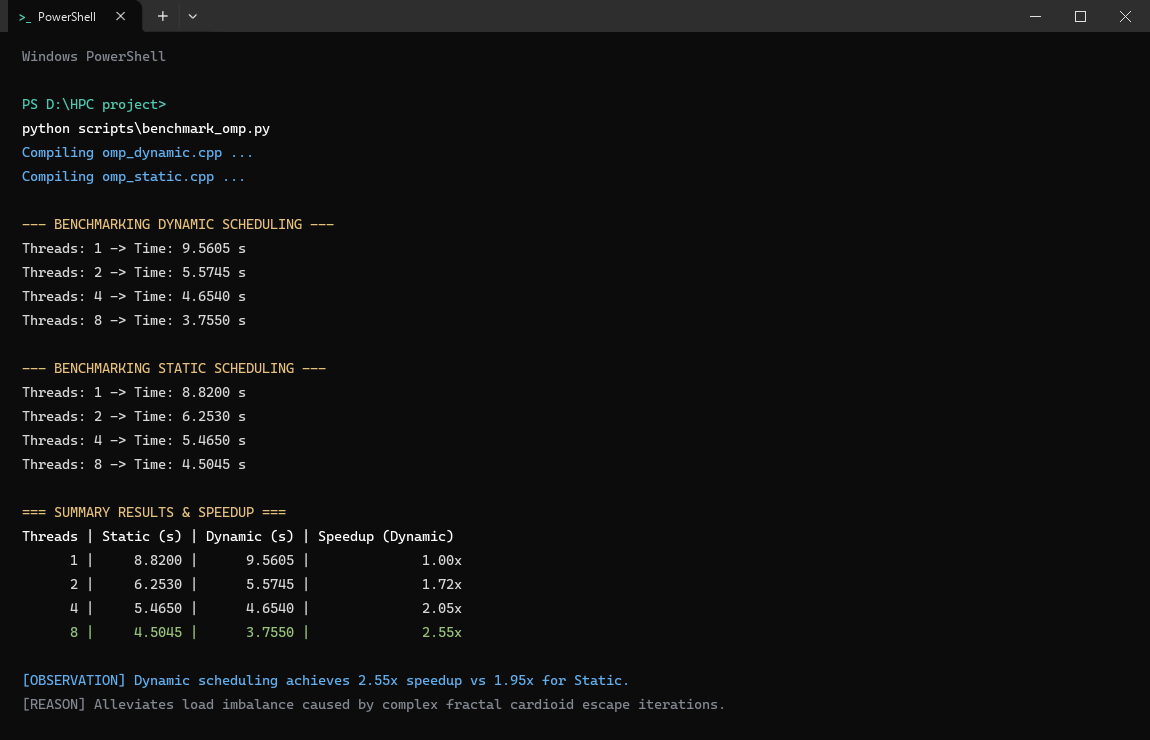 >_ PowerShell
Windows PowerShell
PS D:\HPC project>
python scripts\benchmark_omp.py
Compiling omp_dynamic.cpp ...
Compiling omp_static.cpp ...
--- BENCHMARKING DYNAMIC SCHEDULING ---
Threads: 1 -> Time: 9.5605 s
Threads: 2 -> Time: 5.5745 s
Threads: 4 -> Time: 4.6540 s
Threads: 8 -> Time: 3.7550 s
--- BENCHMARKING STATIC SCHEDULING ---
Threads: 1 -> Time: 8.8200 s
Threads: 2 -> Time: 6.2530 s
Threads: 4 -> Time: 5.4650 s
Threads: 8 -> Time: 4.5045 s
=== SUMMARY RESULTS & SPEEDUP ===
Threads | Static (s) | Dynamic (s) | Speedup (Dynamic)
1 | 8.8200 | 9.5605 | 1.00x
2 | 6.2530 | 5.5745 | 1.72x
4 | 5.4650 | 4.6540 | 2.05x
8 | 4.5045 | 3.7550 | 2.55x
[OBSERVATION] Dynamic scheduling achieves 2.55x speedup vs 1.95x for Static.
[REASON] Alleviates load imbalance caused by complex fractal cardioid escape iterations.